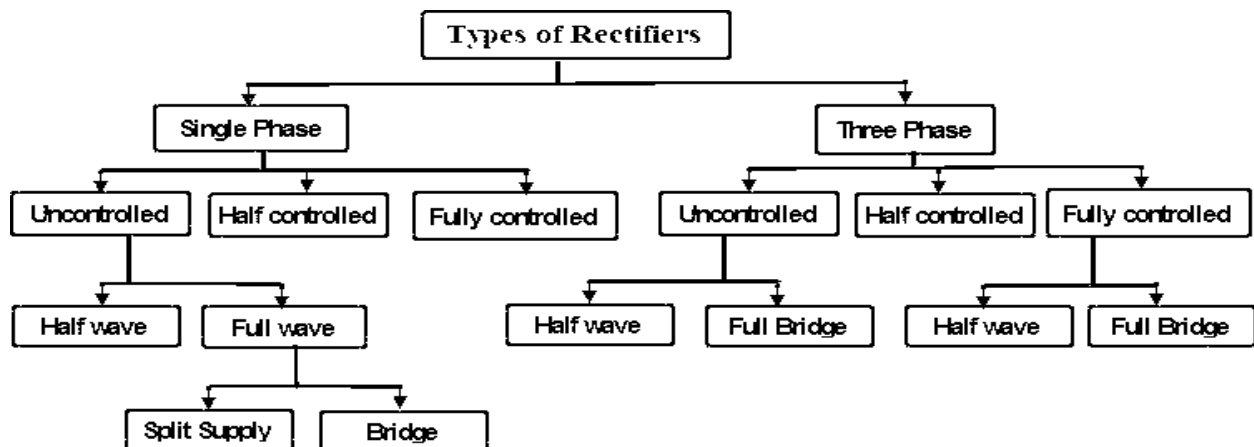 Types of Rectifiers
Single Phase
Three Phase
Uncontrolled
Half controlled
Fully controlled
Uncontrolled
Half controlled
Fully controlled
Half wave
Full wave
Half wave
Full Bridge
Half wave
Full Bridge
Split Supply
Bridge